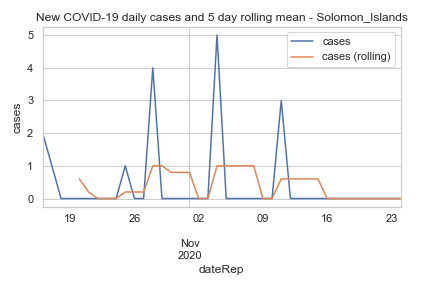 New COVID-19 daily cases and 5 day rolling mean - Solomon_Islands
cases
cases (rolling)
5
4
3
2
1
0
cases
19 26 02 09 16 23
Nov
2020
dateRep